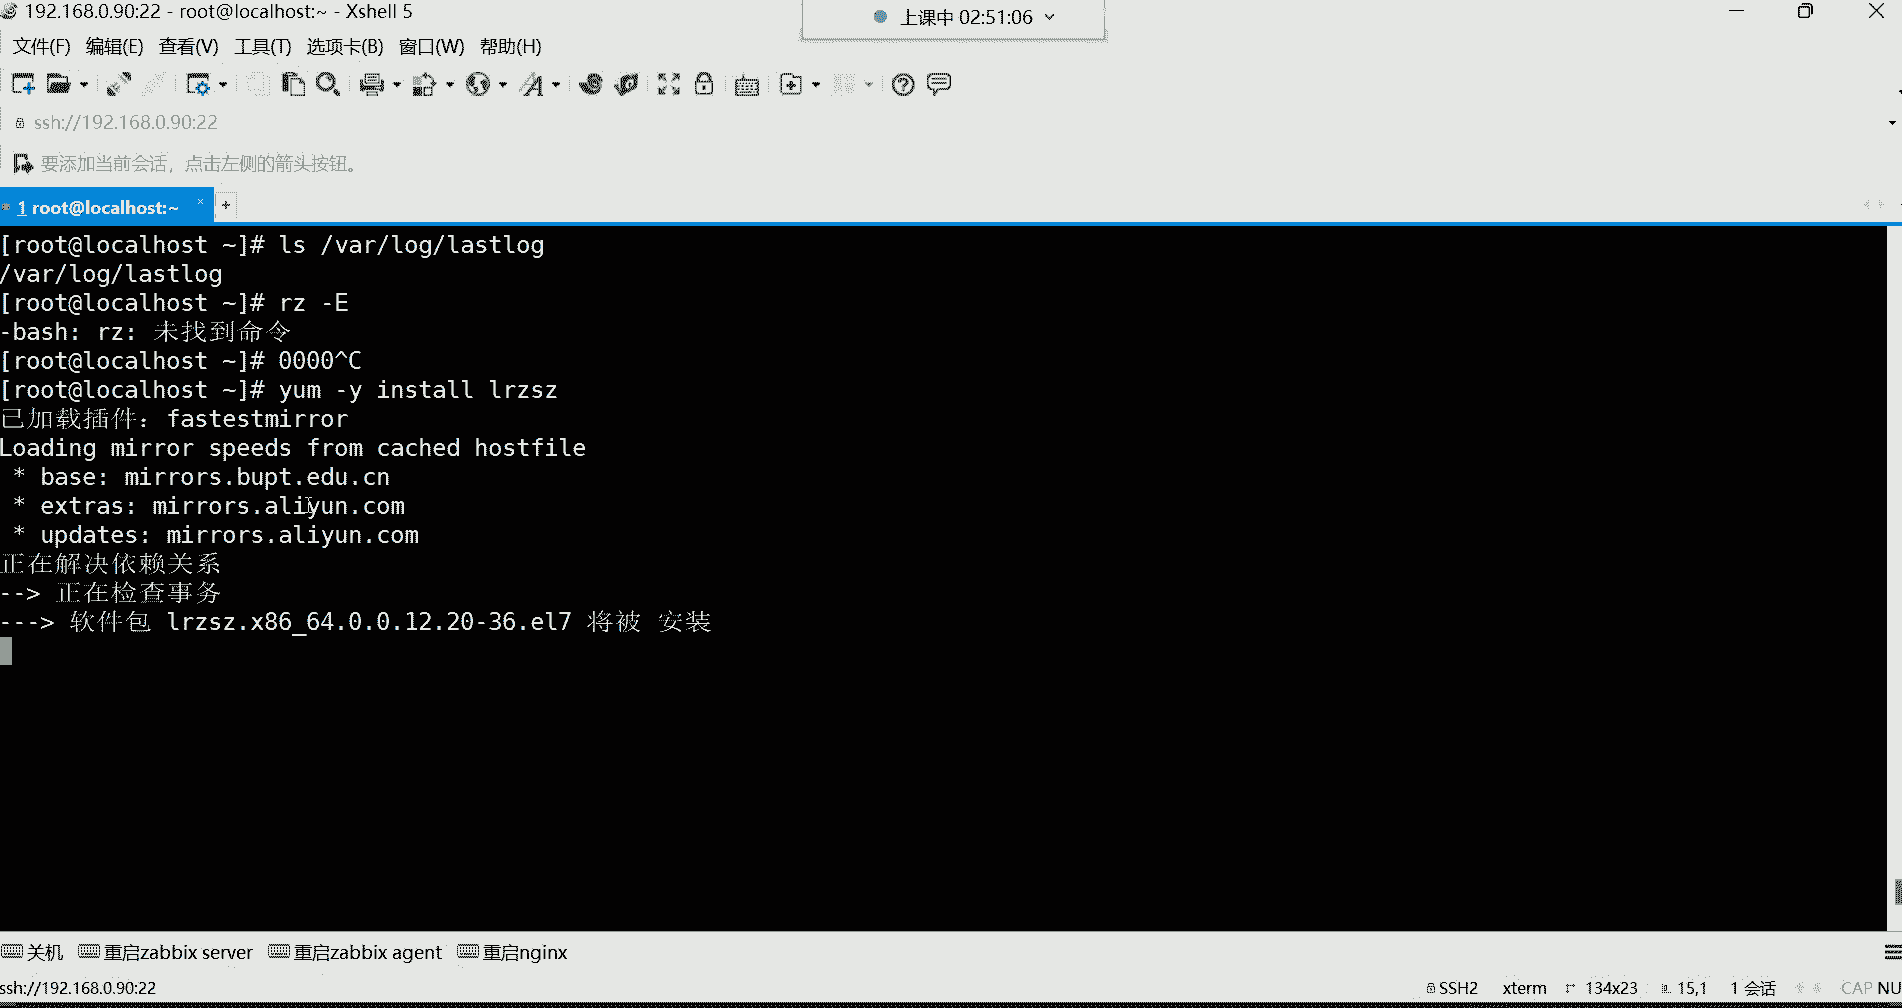 192.168.0.90:22 - root@localhost:~ - Xshell 5
上课中 02:51:06
文件(F) 编辑(E) 查看(V) 工具(T) 选项卡(B) 窗口(W) 帮助(H)
ssh://192.168.0.90:22
要添加当前会话，点击左侧的箭头按钮。
1 root@localhost:~ × +
[root@localhost ~]# ls /var/log/lastlog
/var/log/lastlog
[root@localhost ~]# rz -E
-bash: rz: 未找到命令
[root@localhost ~]# 0000^C
[root@localhost ~]# yum -y install lrzsz
已加载插件：fastestmirror
Loading mirror speeds from cached hostfile
 * base: mirrors.bupt.edu.cn
 * extras: mirrors.aliyun.com
 * updates: mirrors.aliyun.com
正在解决依赖关系
--> 正在检查事务
---> 软件包 lrzsz.x86_64.0.0.12.20-36.el7 将被 安装
关机 重启zabbix server 重启zabbix agent 重启nginx
ssh://192.168.0.90:22 SSH2 xterm 134x23 15,1 1 会话 CAP NU